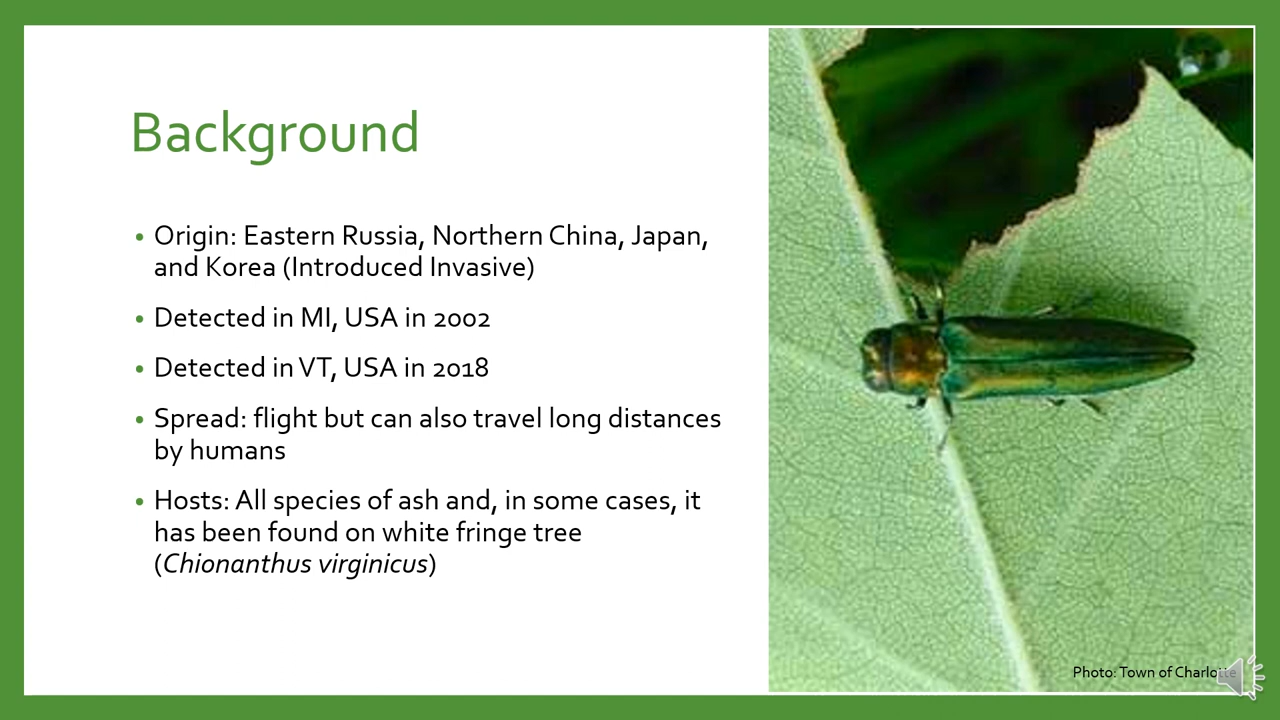 Background
• Origin: Eastern Russia, Northern China, Japan,
and Korea (Introduced Invasive)
• Detected in MI, USA in 2002
• Detected in VT, USA in 2018
• Spread: flight but can also travel long distances
by humans
• Hosts: All species of ash and, in some cases, it
has been found on white fringe tree
(Chionanthus virginicus)
Photo: Town of Charlotte